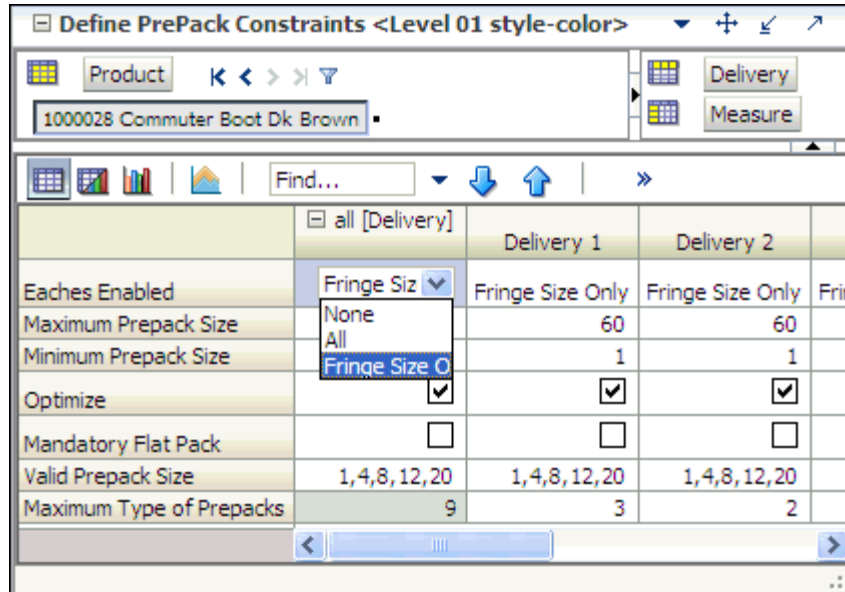 Define PrePack Constraints <Level 01 style-color>
Product
Delivery
1000028 Commuter Boot Dk Brown
Measure
Find...
all [Delivery] Delivery 1 Delivery 2
Eaches Enabled Fringe Siz Fringe Size Only Fringe Size Only Fri
None
All
Fringe Size O
Maximum Prepack Size 60 60
Minimum Prepack Size 1 1
Optimize
Mandatory Flat Pack
Valid Prepack Size 1,4,8,12,20 1,4,8,12,20 1,4,8,12,20
Maximum Type of Prepacks 9 3 2